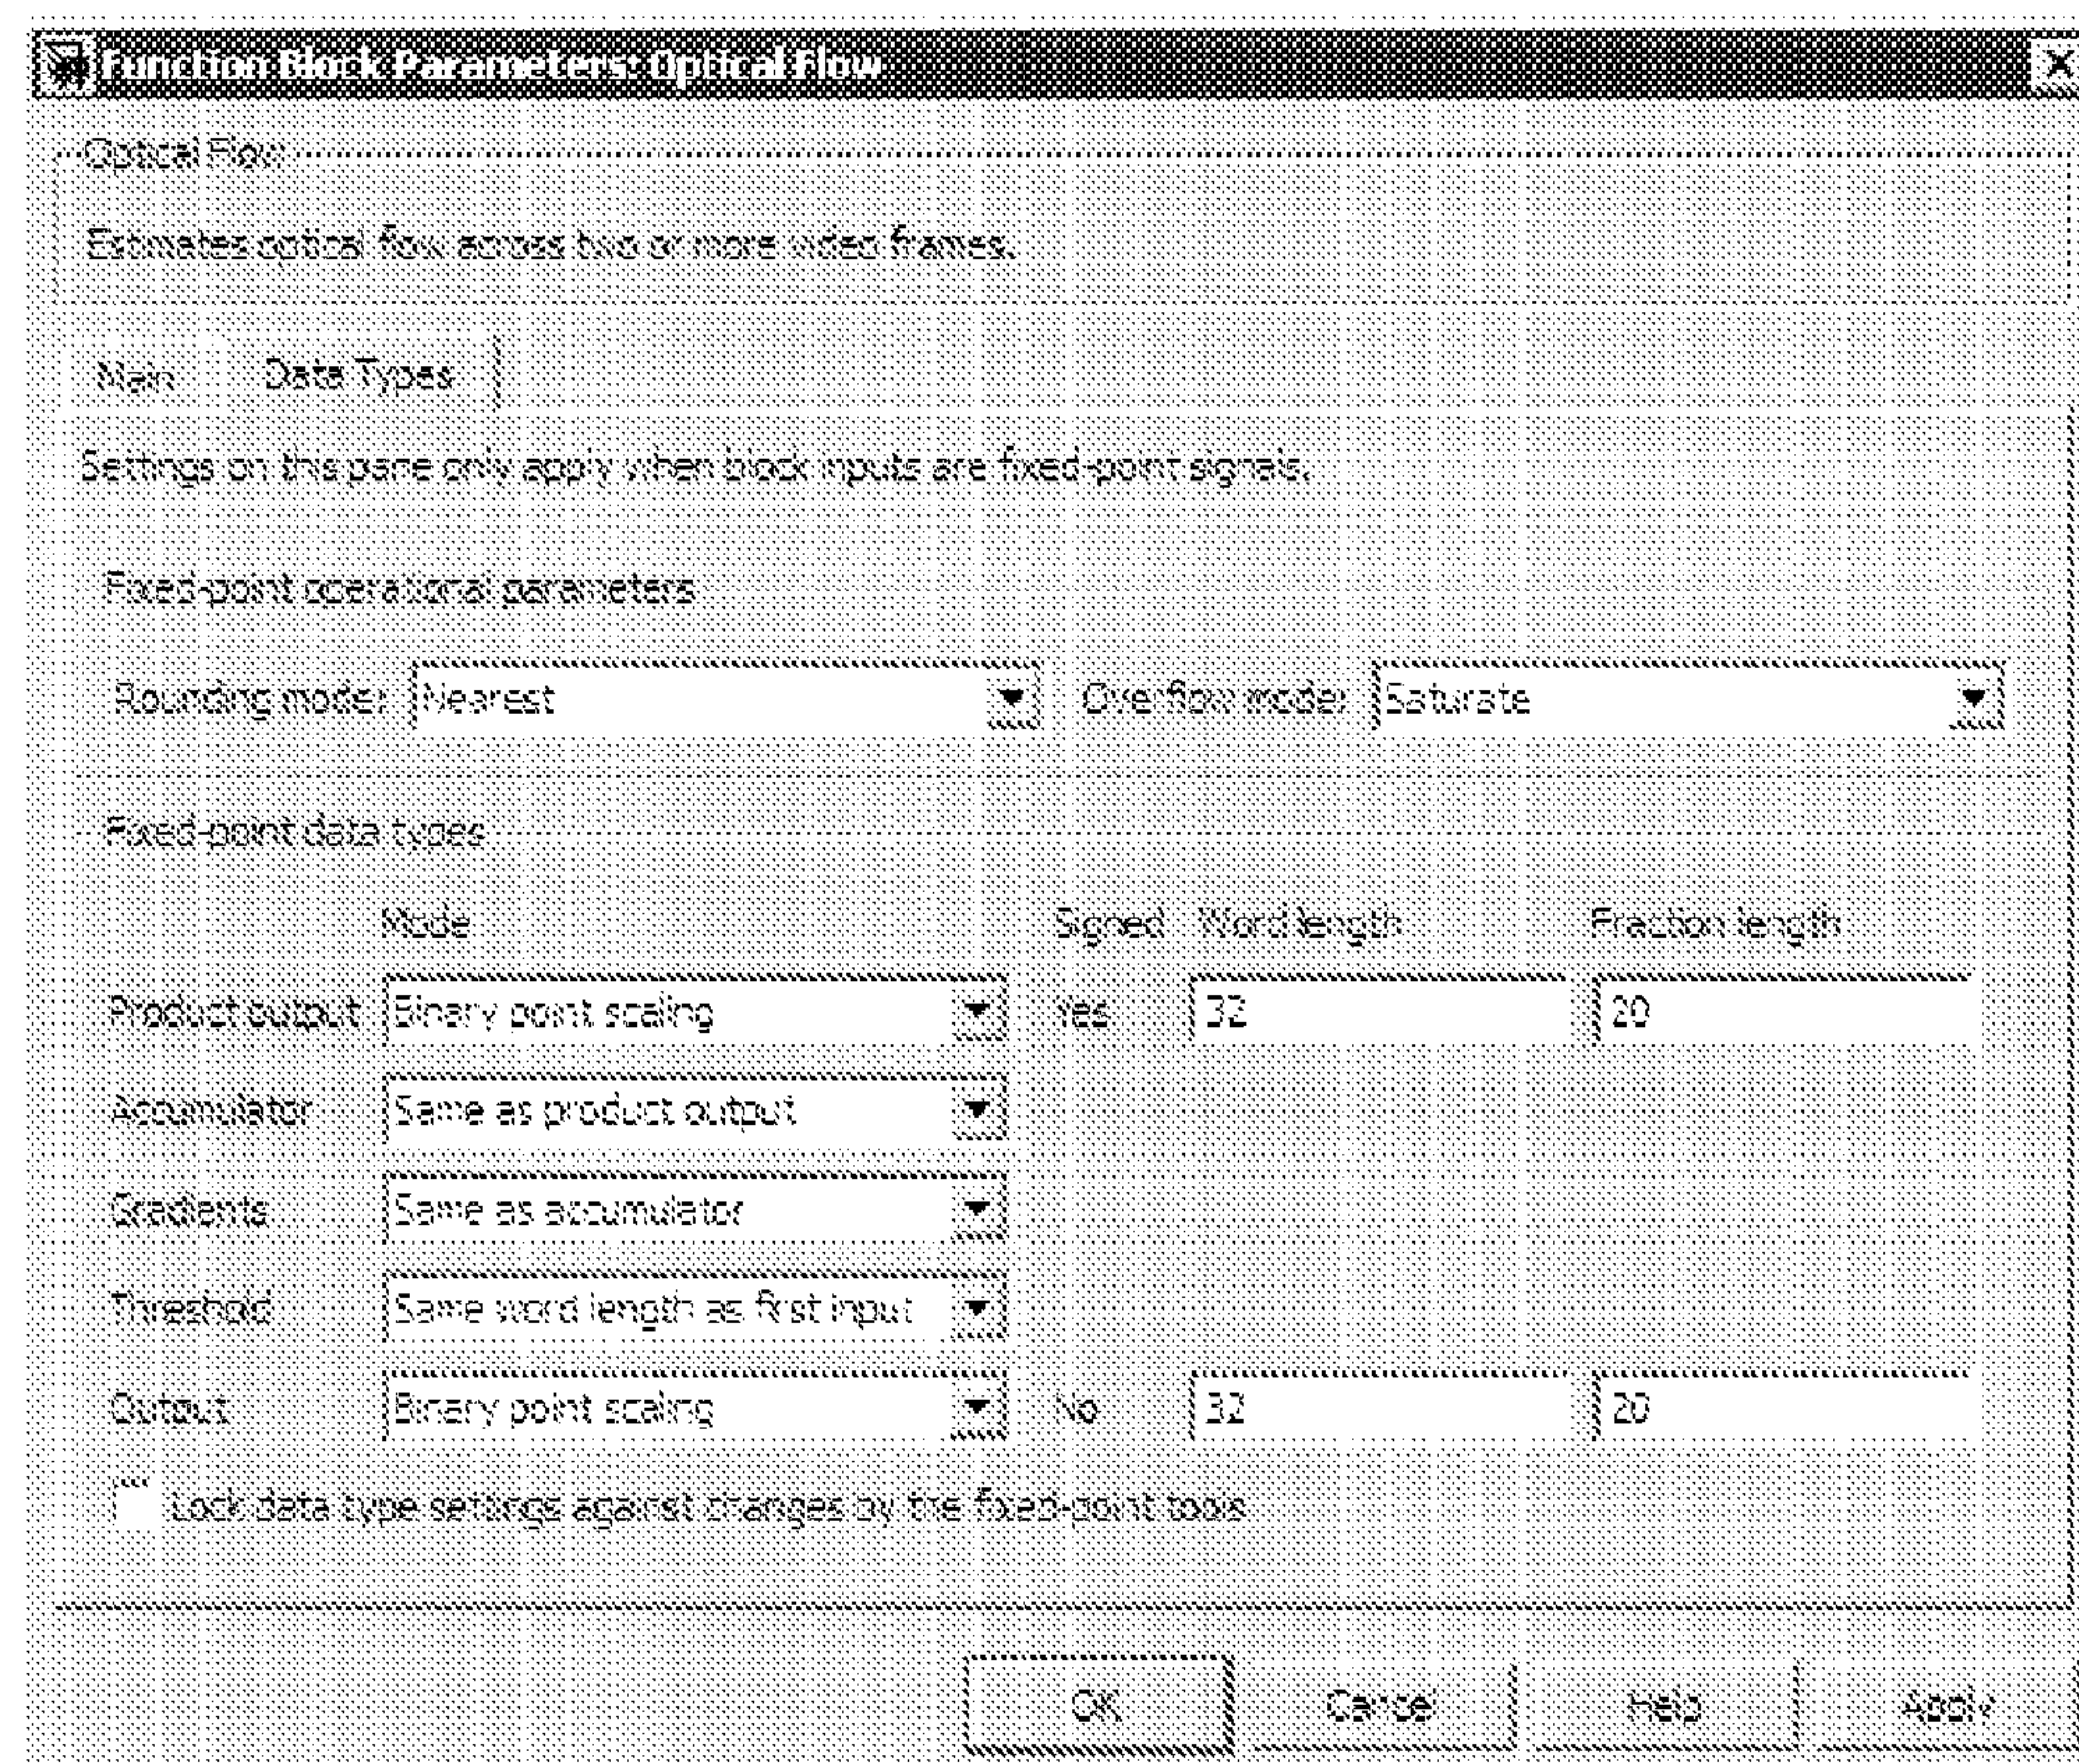 Function Block Parameters: Optical Flow
Optical Flow
Estimates optical flow across two or more video frames.
Main Data Types
Settings on this pane only apply when block inputs are fixed-point signals.
Fixed-point operational parameters
Rounding mode: Nearest Overflow mode: Saturate
Fixed-point data types
Mode Signed Word length Fraction length
Product output Binary point scaling Yes 32 20
Accumulator Same as product output
Gradients Same as accumulator
Threshold Same word length as first input
Output Binary point scaling No 32 20
Lock data type settings against changes by the fixed-point tools
OK Cancel Help Apply